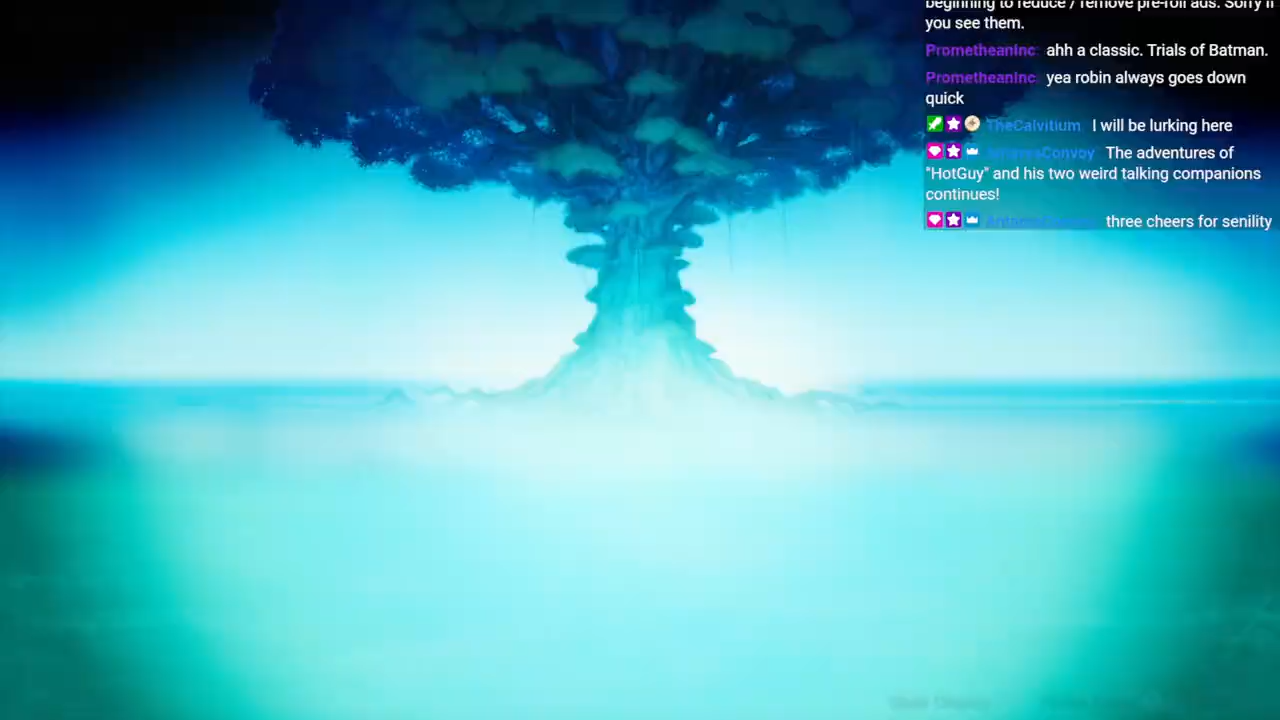 beginning to reduce / remove pre-roll ads. Sorry if
you see them.
PrometheanInc ahh a classic. Trials of Batman.
PrometheanInc yea robin always goes down
quick
TheCalvitium I will be lurking here
The adventures of
"HotGuy" and his two weird talking companions
continues!
three cheers for senility